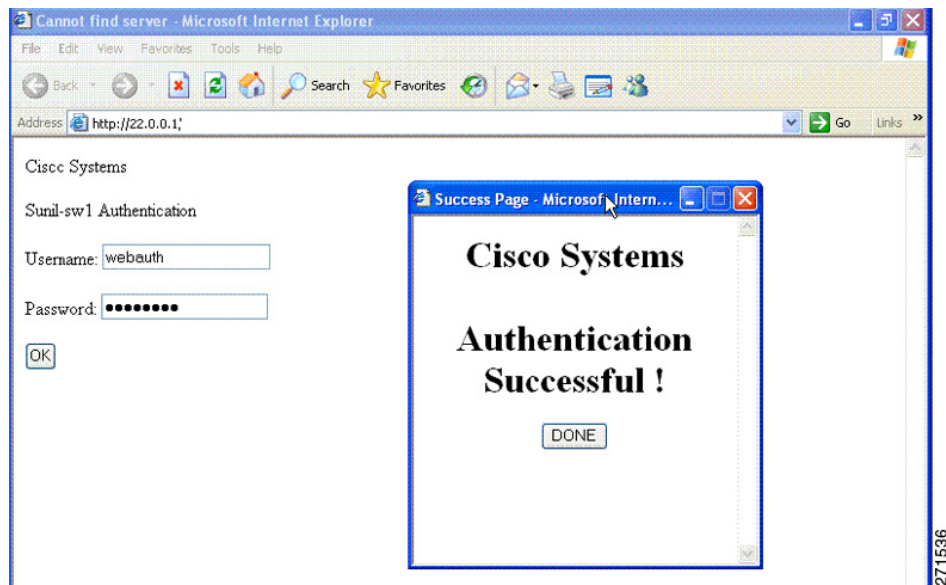 Cannot find server - Microsoft Internet Explorer
File Edit View Favorites Tools Help
Back Search Favorites
Address http://22.0.0.1; Go Links »
Ciscc Systems
Sunil-sw1 Authentication
Username: webauth
Password: ●●●●●●●●
OK
Success Page - Microsoft Intern...
Cisco Systems
Authentication
Successful !
DONE
271536